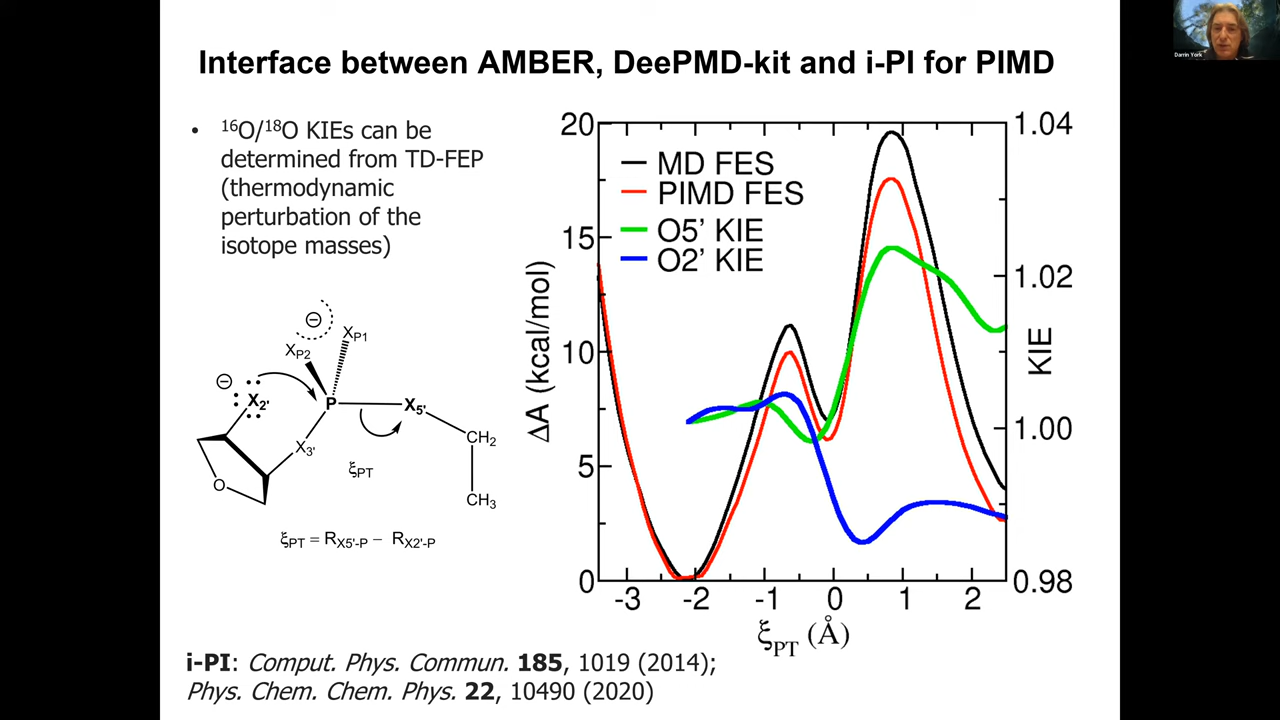 Interface between AMBER, DeePMD-kit and i-PI for PIMD
Darrin York
• ¹⁶O/¹⁸O KIEs can be
determined from TD-FEP
(thermodynamic
perturbation of the
isotope masses)
⊖
X_P1
X_P2
⊖
X2'
P
X5'
X3'
CH2
O
ξPT
CH3
ξPT = R_X5'-P − R_X2'-P
MD FES
PIMD FES
O5' KIE
O2' KIE
20
15
10
5
0
ΔA (kcal/mol)
1.04
1.02
1.00
0.98
KIE
-3 -2 -1 0 1 2
ξPT (Å)
i-PI: Comput. Phys. Commun. 185, 1019 (2014);
Phys. Chem. Chem. Phys. 22, 10490 (2020)